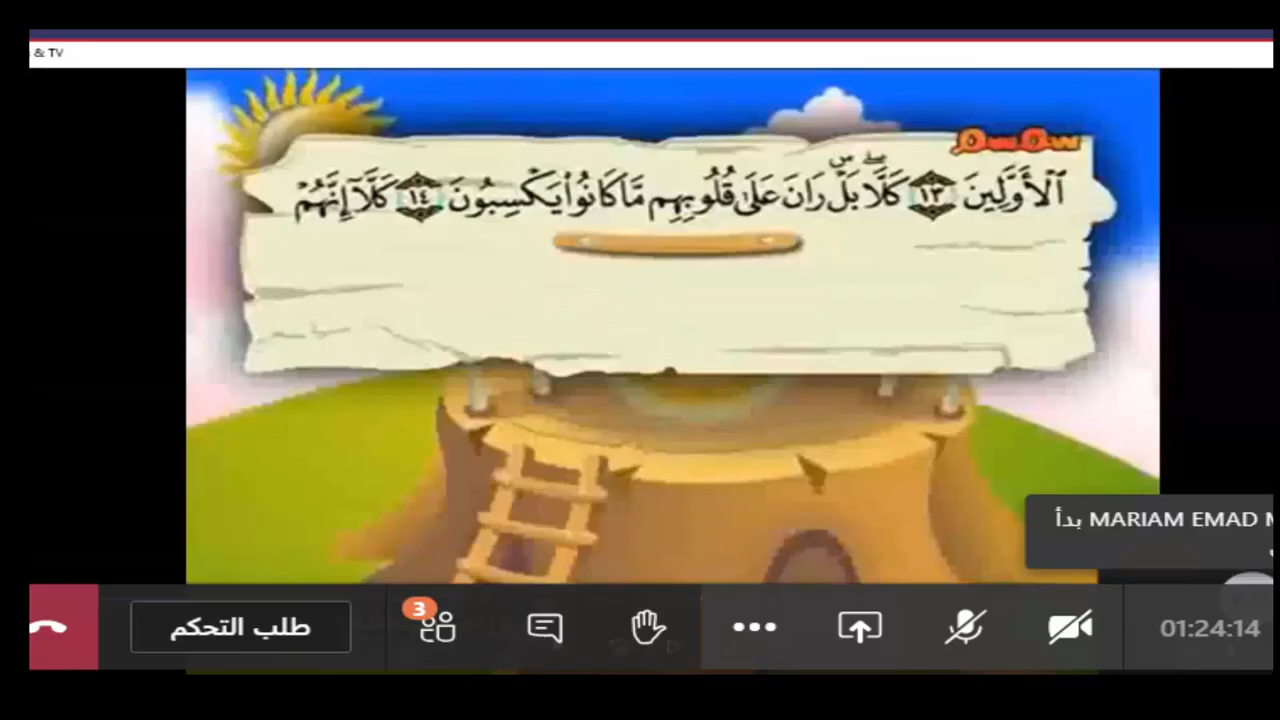 & TV
سمسم
ٱلْأَوَّلِينَ ١٣ كَلَّا ۖ بَلْ ۜ رَانَ عَلَىٰ قُلُوبِهِم مَّا كَانُوا۟ يَكْسِبُونَ ١٤ كَلَّآ إِنَّهُمْ
MARIAM EMAD M بدأ
3
طلب التحكم
01:24:14